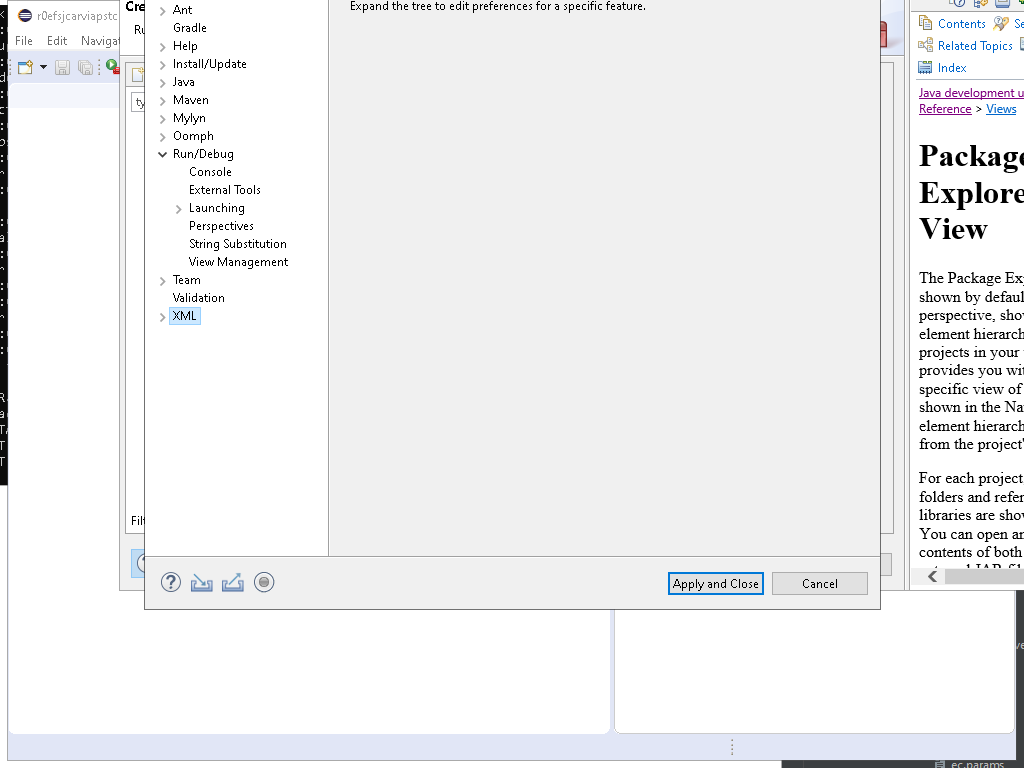 r0efsjcarviapstc
File Edit Navigat
Cre
Ru
ty
Filt
Ant
Gradle
Help
Install/Update
Java
Maven
Mylyn
Oomph
Run/Debug
Console
External Tools
Launching
Perspectives
String Substitution
View Management
Team
Validation
XML
Expand the tree to edit preferences for a specific feature.
Apply and Close
Cancel
Contents Se
Related Topics
Index
Java development u
Reference > Views
Package
Explore
View
The Package Exp
shown by defaul
perspective, show
element hierarch
projects in your
provides you wit
specific view of
shown in the Na
element hierarch
from the project'
For each project,
folders and refer
libraries are show
You can open an
contents of both
ec.params